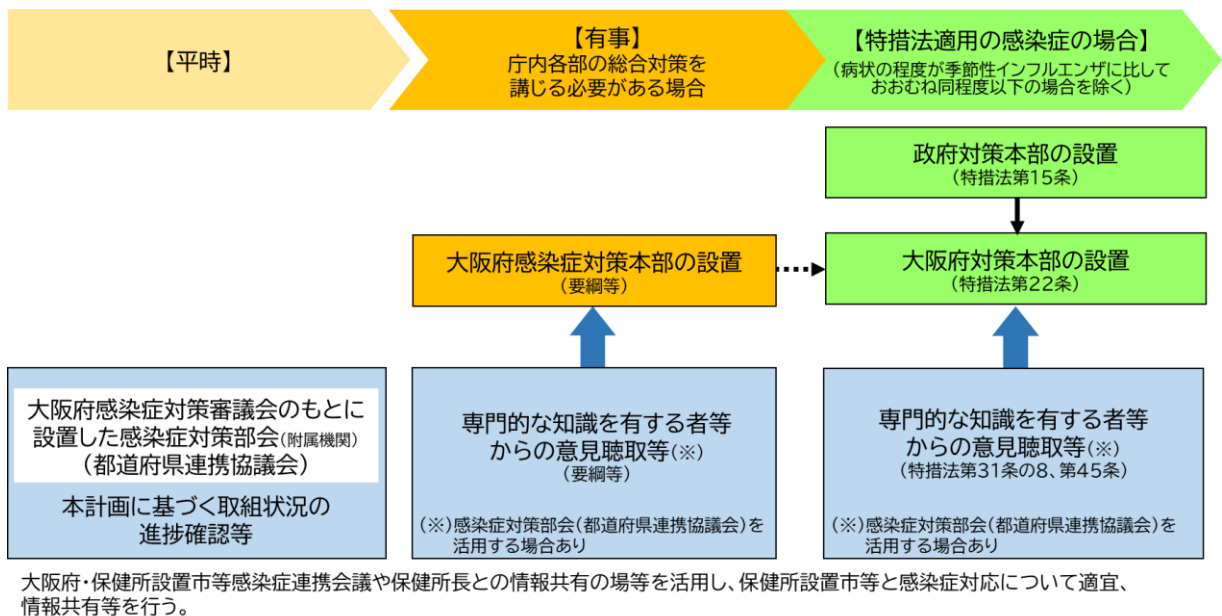 【平時】
【有事】
庁内各部の総合対策を
講じる必要がある場合
【特措法適用の感染症の場合】
(病状の程度が季節性インフルエンザに比して
おおむね同程度以下の場合を除く)
政府対策本部の設置
(特措法第15条)
大阪府感染症対策本部の設置
(要綱等)
大阪府対策本部の設置
(特措法第22条)
大阪府感染症対策審議会のもとに
設置した感染症対策部会(附属機関)
(都道府県連携協議会)
本計画に基づく取組状況の
進捗確認等
専門的な知識を有する者等
からの意見聴取等(※)
(要綱等)
(※)感染症対策部会(都道府県連携協議会)を
活用する場合あり
専門的な知識を有する者等
からの意見聴取等(※)
(特措法第31条の8、第45条)
(※)感染症対策部会(都道府県連携協議会)を
活用する場合あり
大阪府・保健所設置市等感染症連携会議や保健所長との情報共有の場等を活用し、保健所設置市等と感染症対応について適宜、
情報共有等を行う。